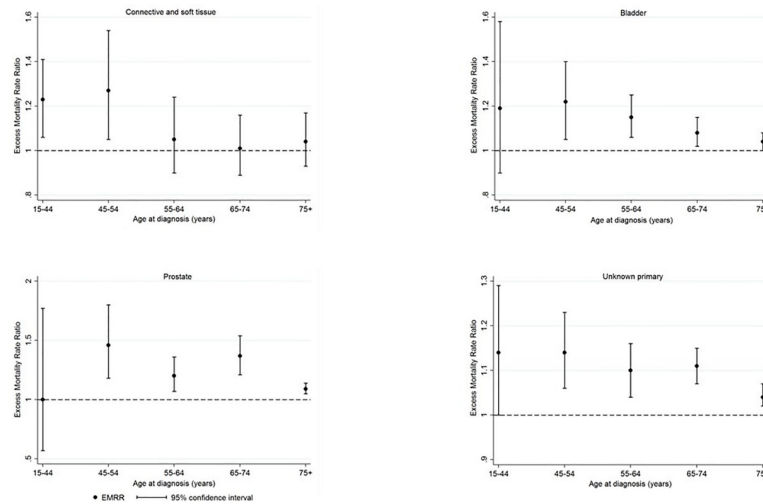 Connective and soft tissue
Excess Mortality Rate Ratio
1.6
1.4
1.2
1
.8
15-44 45-54 55-64 65-74 75+
Age at diagnosis (years)
Bladder
Excess Mortality Rate Ratio
1.6
1.4
1.2
1
.8
15-44 45-54 55-64 65-74 75
Age at diagnosis (years)
Prostate
Excess Mortality Rate Ratio
2
1.5
1
.5
15-44 45-54 55-64 65-74 75+
Age at diagnosis (years)
Unknown primary
Excess Mortality Rate Ratio
1.3
1.2
1.1
1
.9
15-44 45-54 55-64 65-74 75
Age at diagnosis (years)
EMRR 95% confidence interval